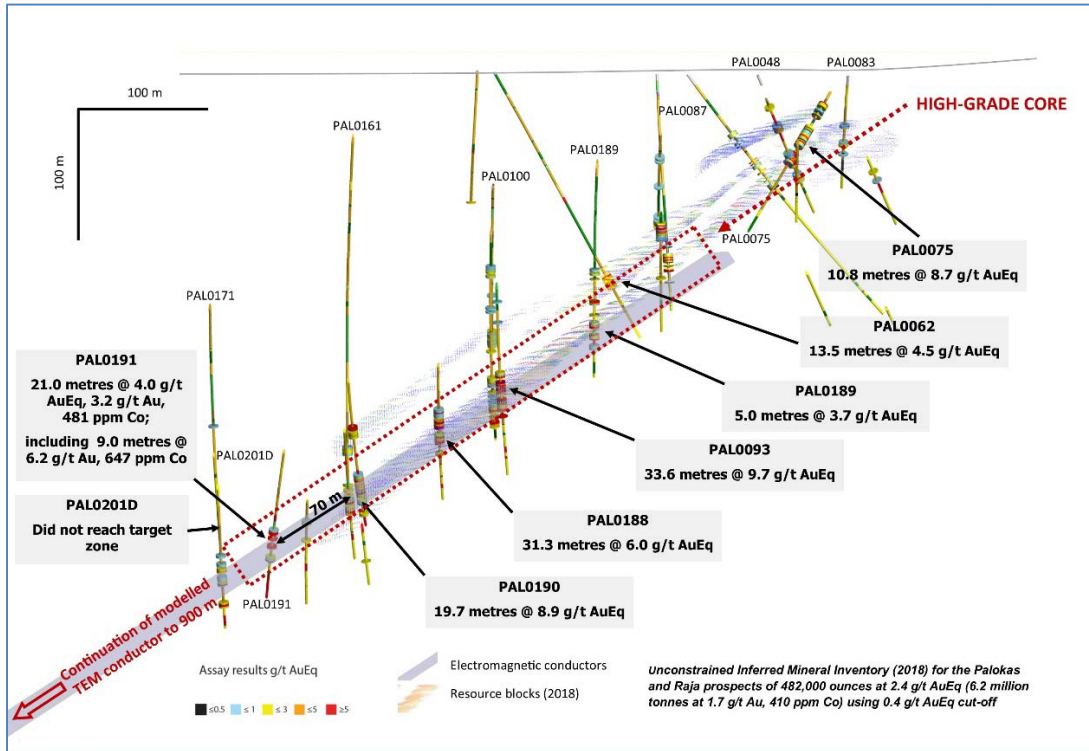 100 m
100 m
PAL0048
PAL0083
PAL0087
HIGH-GRADE CORE
PAL0161
PAL0189
PAL0100
PAL0075
PAL0075
10.8 metres @ 8.7 g/t AuEq
PAL0062
13.5 metres @ 4.5 g/t AuEq
PAL0171
PAL0191
21.0 metres @ 4.0 g/t
AuEq, 3.2 g/t Au,
481 ppm Co;
including 9.0 metres @
6.2 g/t Au, 647 ppm Co
PAL0189
5.0 metres @ 3.7 g/t AuEq
PAL0093
33.6 metres @ 9.7 g/t AuEq
PAL0201D
PAL0201D
Did not reach target
zone
70 m
PAL0188
31.3 metres @ 6.0 g/t AuEq
PAL0191
PAL0190
19.7 metres @ 8.9 g/t AuEq
Continuation of modelled
TEM conductor to 900 m
Assay results g/t AuEq
≤0.5
≤ 1
≤ 3
≤5
≥5
Electromagnetic conductors
Resource blocks (2018)
Unconstrained Inferred Mineral Inventory (2018) for the Palokas
and Raja prospects of 482,000 ounces at 2.4 g/t AuEq (6.2 million
tonnes at 1.7 g/t Au, 410 ppm Co) using 0.4 g/t AuEq cut-off